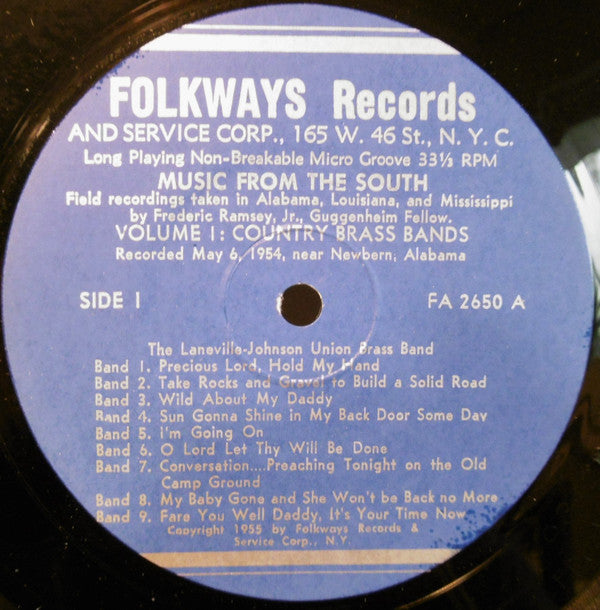 FOLKWAYS Records
AND SERVICE CORP., 165 W. 46 St., N. Y. C.
Long Playing Non-Breakable Micro Groove 33⅓ RPM
MUSIC FROM THE SOUTH
Field recordings taken in Alabama, Louisiana, and Mississippi
by Frederic Ramsey, Jr., Guggenheim Fellow.
VOLUME I: COUNTRY BRASS BANDS
Recorded May 6, 1954, near Newbern, Alabama
SIDE I
FA 2650 A
The Laneville-Johnson Union Brass Band
Band 1. Precious Lord, Hold My Hand
Band 2. Take Rocks and Gravel to Build a Solid Road
Band 3. Wild About My Daddy
Band 4. Sun Gonna Shine in My Back Door Some Day
Band 5. I'm Going On
Band 6. O Lord Let Thy Will Be Done
Band 7. Conversation....Preaching Tonight on the Old
Camp Ground
Band 8. My Baby Gone and She Won't be Back no More
Band 9. Fare You Well Daddy, It's Your Time Now
Copyright 1955 by Folkways Records &
Service Corp., N.Y.